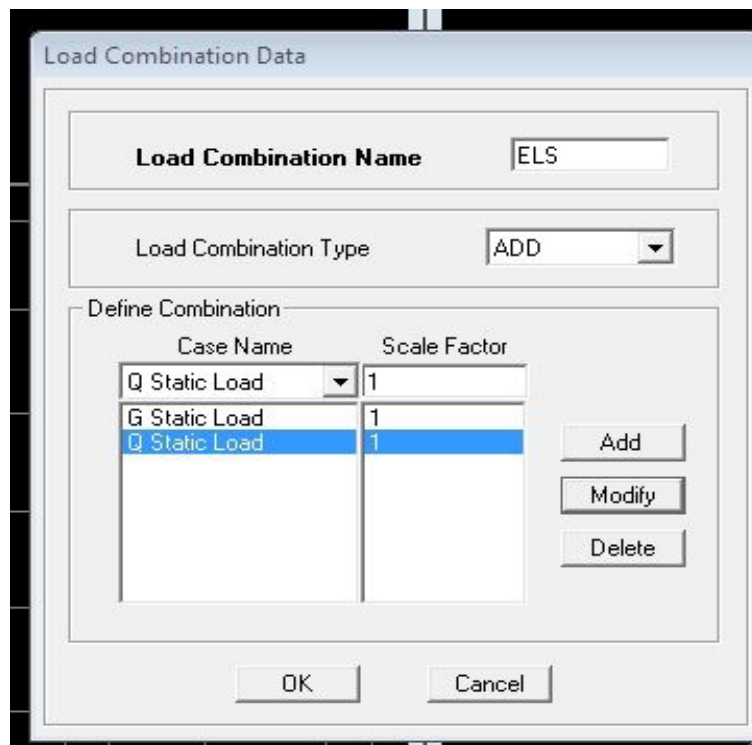 Load Combination Data
Load Combination Name ELS
Load Combination Type ADD
Define Combination
Case Name Scale Factor
Q Static Load 1
G Static Load 1
Q Static Load 1
Add
Modify
Delete
OK Cancel